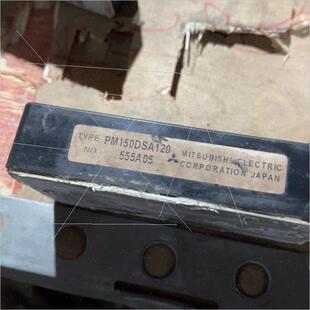 TYPE PM150DSA120
NO. 555A05
MITSUBISHI ELECTRIC
CORPORATION JAPAN